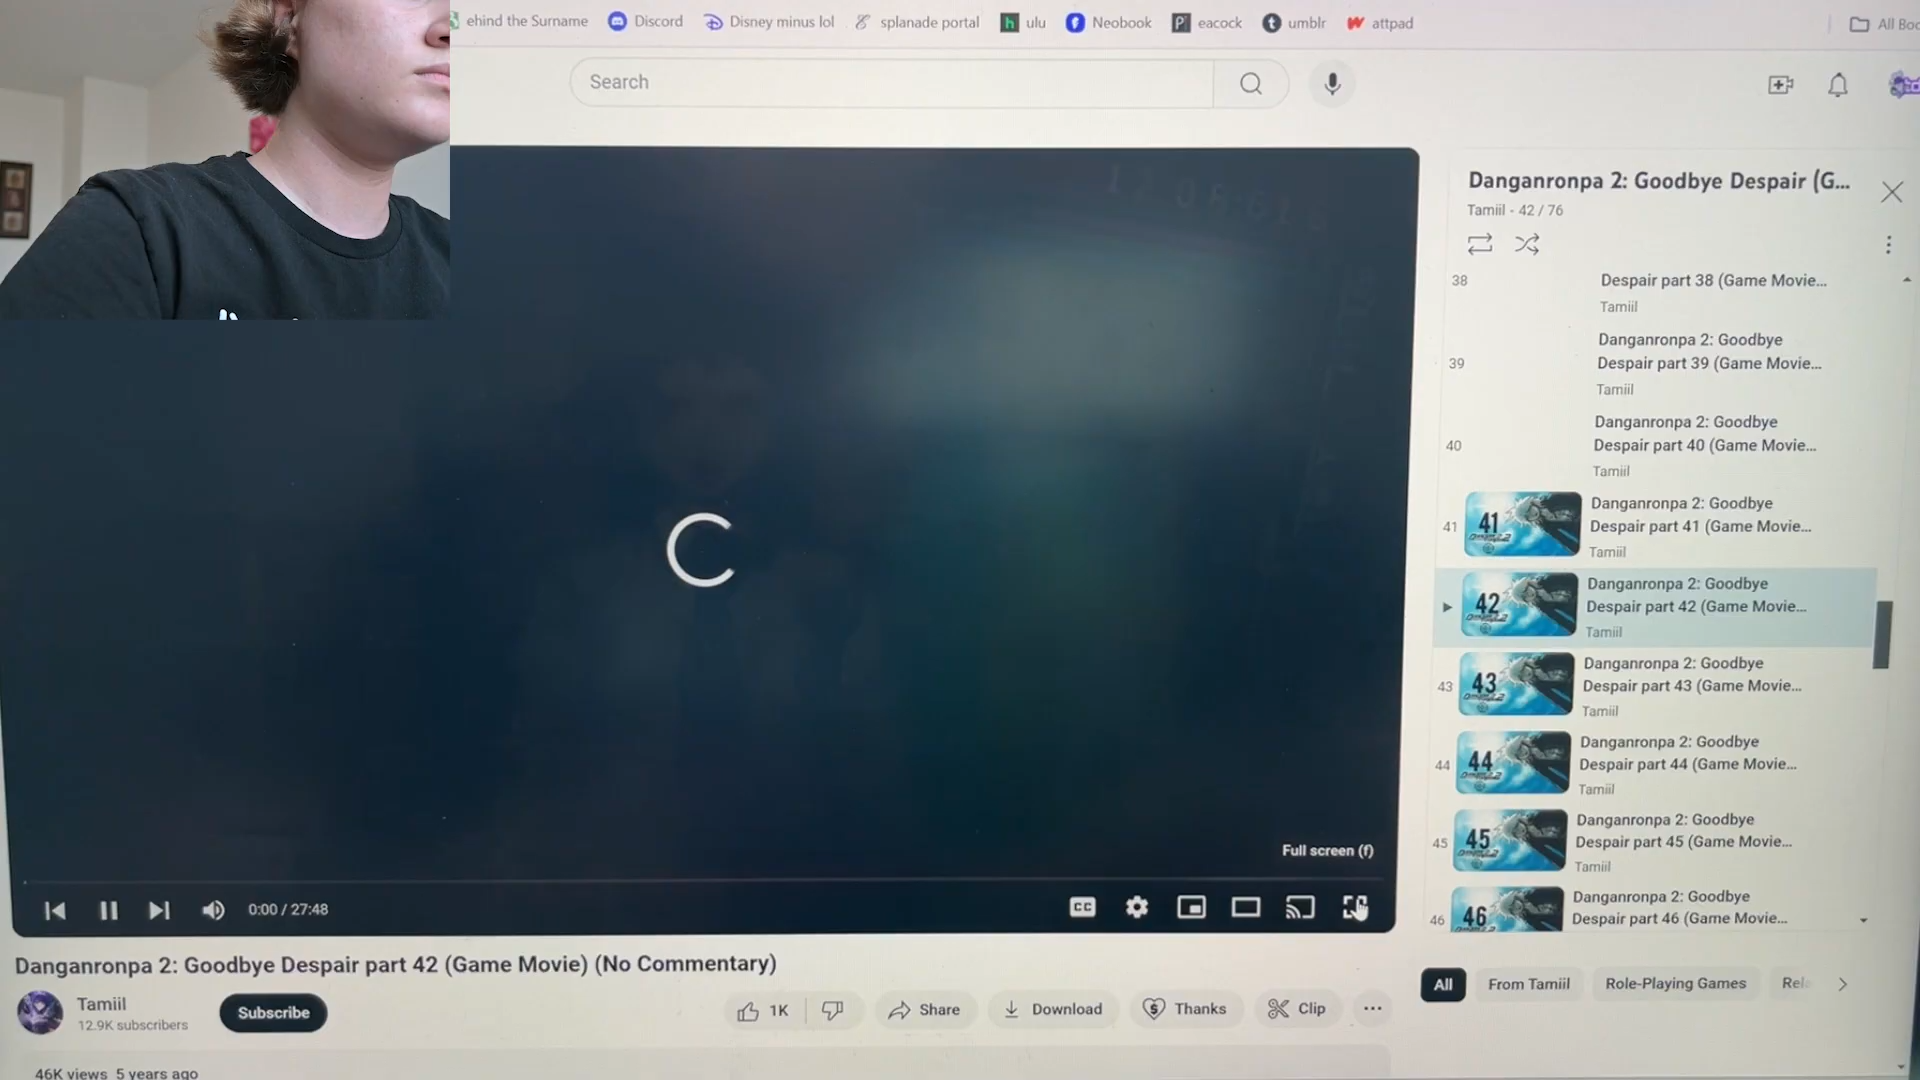 ehind the Surname Discord Disney minus lol splanade portal h ulu Neobook P eacock t umblr attpad All Boo
Search
Danganronpa 2: Goodbye Despair (G...
Tamiil - 42 / 76
38
Despair part 38 (Game Movie...
Tamiil
39
Danganronpa 2: Goodbye
Despair part 39 (Game Movie...
Tamiil
40
Danganronpa 2: Goodbye
Despair part 40 (Game Movie...
Tamiil
41
41
Danganronpa 2: Goodbye
Despair part 41 (Game Movie...
Tamiil
42
Danganronpa 2: Goodbye
Despair part 42 (Game Movie...
Tamiil
43
43
Danganronpa 2: Goodbye
Despair part 43 (Game Movie...
Tamiil
44
44
Danganronpa 2: Goodbye
Despair part 44 (Game Movie...
Tamiil
45
45
Danganronpa 2: Goodbye
Despair part 45 (Game Movie...
Tamiil
46
46
Danganronpa 2: Goodbye
Despair part 46 (Game Movie...
Full screen (f)
0:00 / 27:48
CC
Danganronpa 2: Goodbye Despair part 42 (Game Movie) (No Commentary)
Tamiil
12.9K subscribers
Subscribe
1K Share Download Thanks Clip ...
All From Tamiil Role-Playing Games Rel
46K views 5 years ago